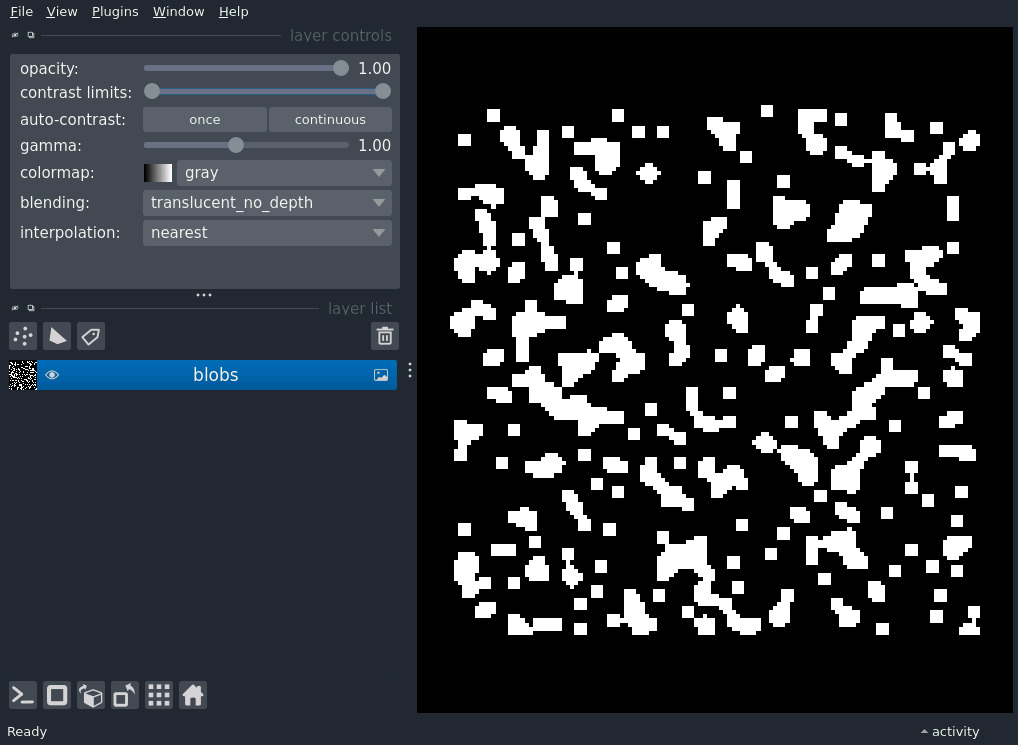 File View Plugins Window Help
layer controls
opacity: 1.00
contrast limits:
auto-contrast: once continuous
gamma: 1.00
colormap: gray
blending: translucent_no_depth
interpolation: nearest
layer list
blobs
Ready activity